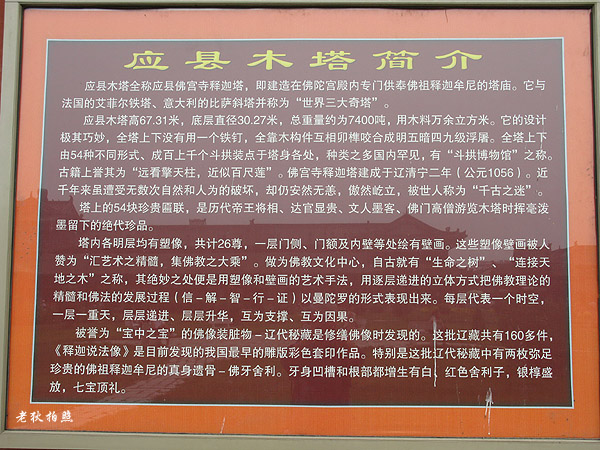 应县木塔简介
应县木塔全称应县佛宫寺释迦塔，即建造在佛陀宫殿内专门供奉佛祖释迦牟尼的塔庙。它与
法国的艾菲尔铁塔、意大利的比萨斜塔并称为“世界三大奇塔”。
应县木塔高67.31米，底层直径30.27米，总重量约为7400吨，用木料万余立方米。它的设计
极其巧妙，全塔上下没有用一个铁钉，全靠木构件互相卯榫咬合成明五暗四九级浮屠。全塔上下
由54种不同形式、成百上千个斗拱装点于塔身各处，种类之多国内罕见，有“斗拱博物馆”之称。
古籍上誉其为“远看擎天柱，近似百尺莲”。佛宫寺释迦塔建成于辽清宁二年（公元1056）。近
千年来虽遭受无数次自然和人为的破坏，却仍安然无恙，傲然屹立，被世人称为“千古之迷”。
塔上的54块珍贵匾联，是历代帝王将相、达官显贵、文人墨客、佛门高僧游览木塔时挥毫泼
墨留下的绝代珍品。
塔内各明层均有塑像，共计26尊，一层门侧、门额及内壁等处绘有壁画。这些塑像壁画被人
赞为“汇艺术之精髓，集佛教之大乘”。做为佛教文化中心，自古就有“生命之树”、“连接天
地之木”之称，其绝妙之处便是用塑像和壁画的艺术手法，用逐层递进的立体方式把佛教理论的
精髓和佛法的发展过程（信-解-智-行-证）以曼陀罗的形式表现出来。每层代表一个时空，
一层一重天，层层递进、层层升华，互为支撑、互为因果。
被誉为“宝中之宝”的佛像装脏物-辽代秘藏是修缮佛像时发现的。这批辽藏共有160多件，
《释迦说法像》是目前发现的我国最早的雕版彩色套印作品。特别是这批辽代秘藏中有两枚弥足
珍贵的佛祖释迦牟尼的真身遗骨-佛牙舍利。牙身凹槽和根部都增生有白、红色舍利子，银椁盛
放，七宝顶礼。
老狄拍照